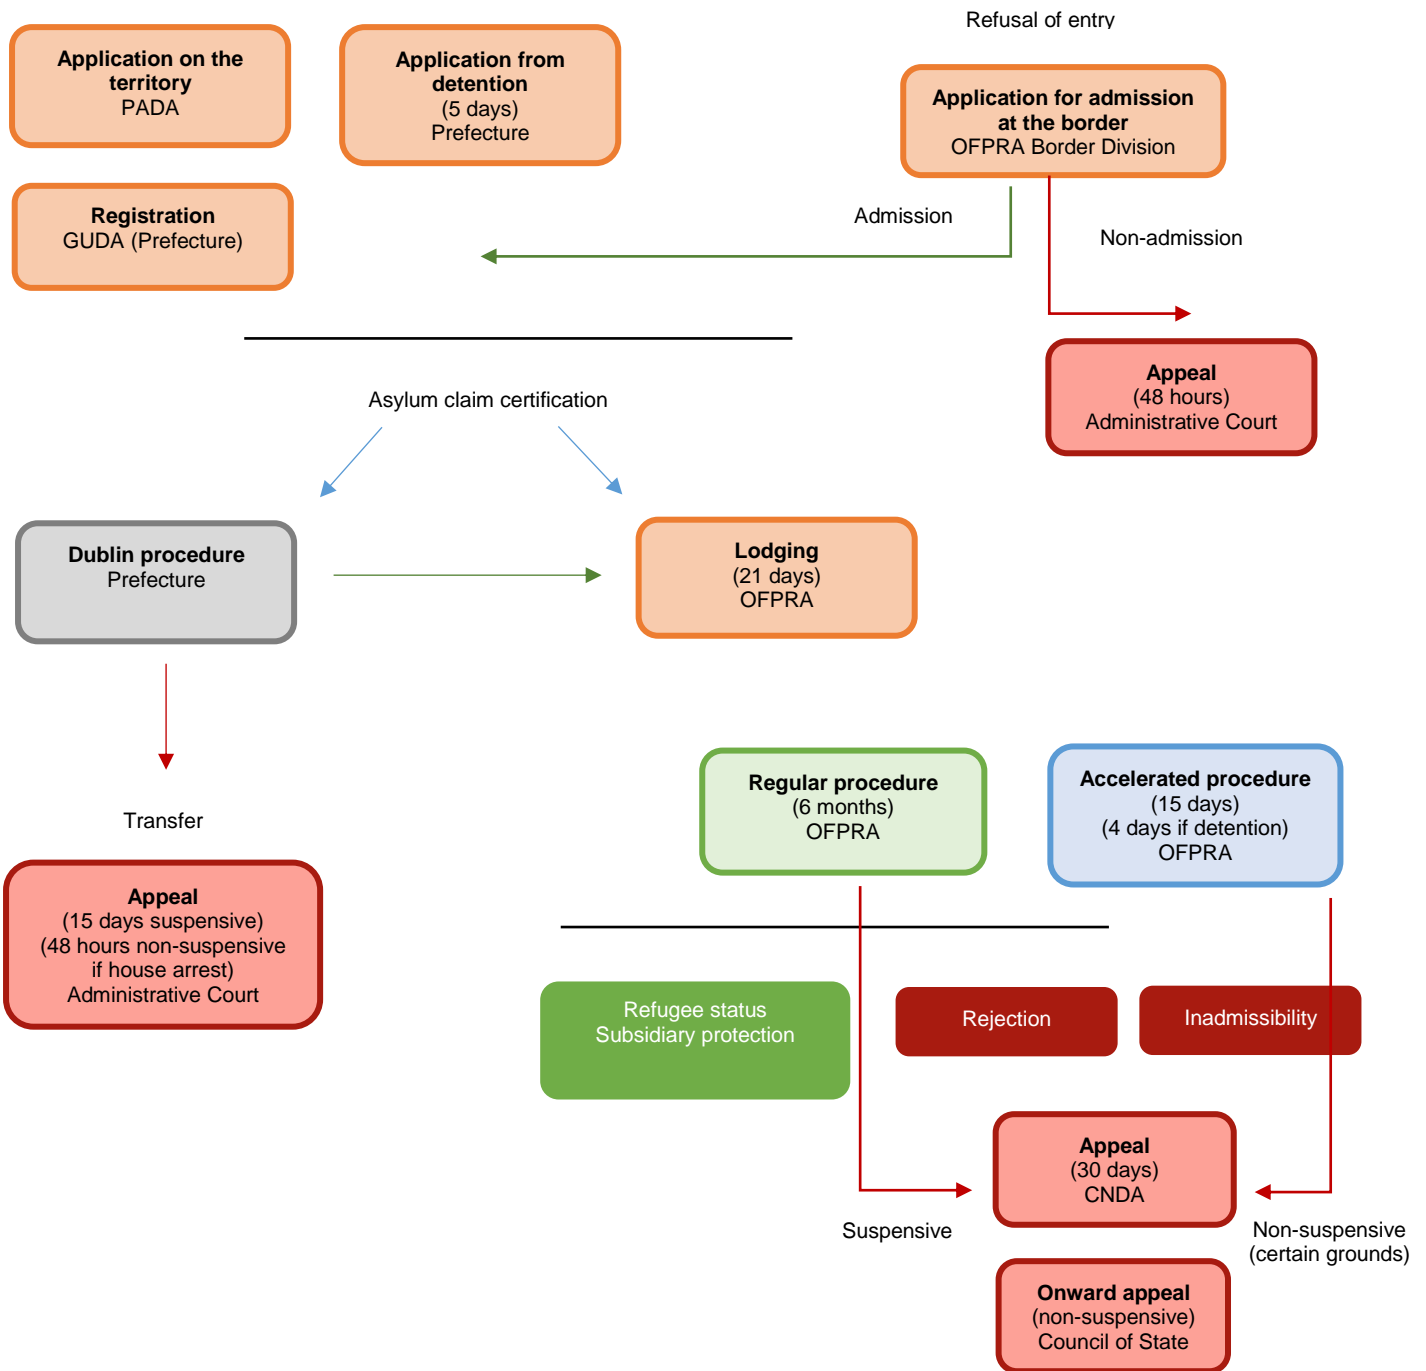 Refusal of entry
Application on the
territory
PADA
Application from
detention
(5 days)
Prefecture
Application for admission
at the border
OFPRA Border Division
Registration
GUDA (Prefecture)
Admission
Non-admission
Appeal
(48 hours)
Administrative Court
Asylum claim certification
Dublin procedure
Prefecture
Lodging
(21 days)
OFPRA
Transfer
Regular procedure
(6 months)
OFPRA
Accelerated procedure
(15 days)
(4 days if detention)
OFPRA
Appeal
(15 days suspensive)
(48 hours non-suspensive
if house arrest)
Administrative Court
Refugee status
Subsidiary protection
Rejection
Inadmissibility
Appeal
(30 days)
CNDA
Suspensive
Non-suspensive
(certain grounds)
Onward appeal
(non-suspensive)
Council of State